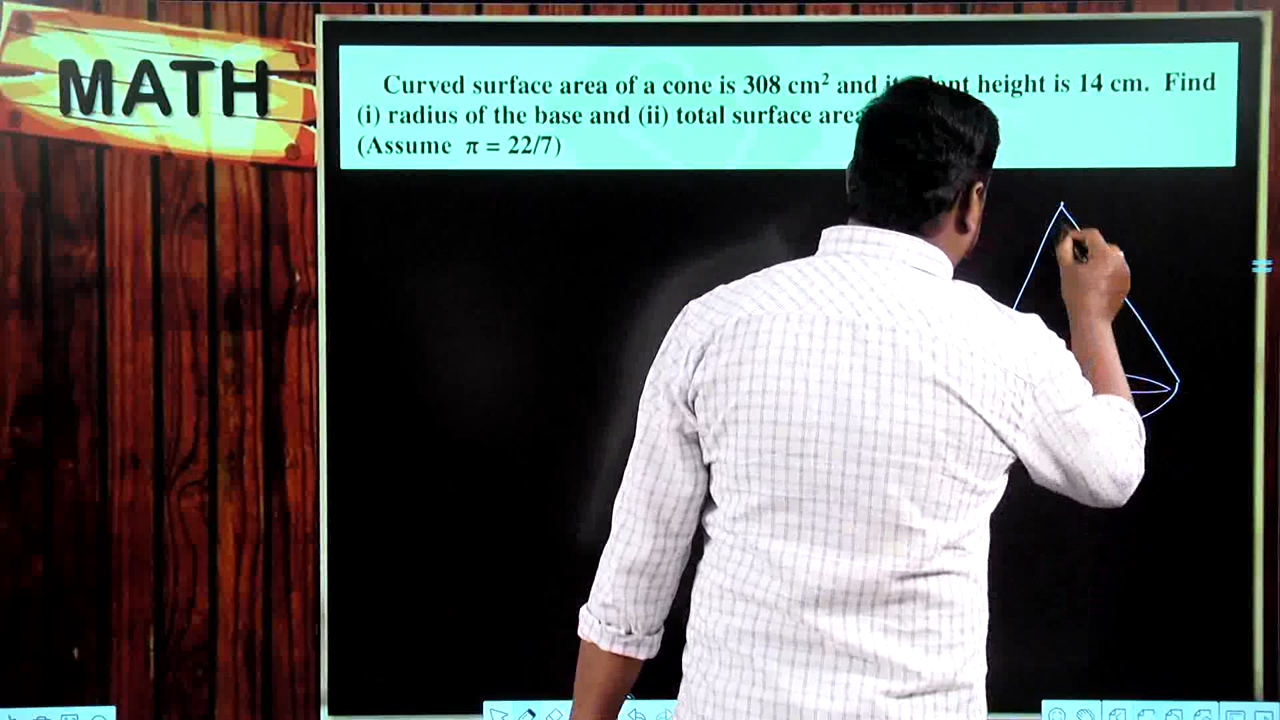 MATH
Curved surface area of a cone is 308 cm² and height is 14 cm. Find
(i) radius of the base and (ii) total surface area
(Assume π = 22/7)